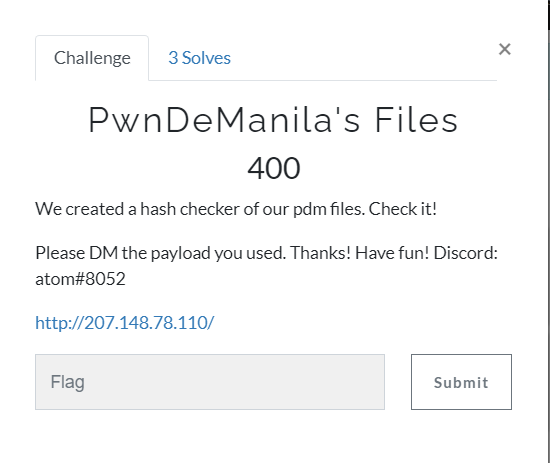 Challenge
3 Solves
×
PwnDeManila's Files
400
We created a hash checker of our pdm files. Check it!
Please DM the payload you used. Thanks! Have fun! Discord:
atom#8052
http://207.148.78.110/
Flag
Submit